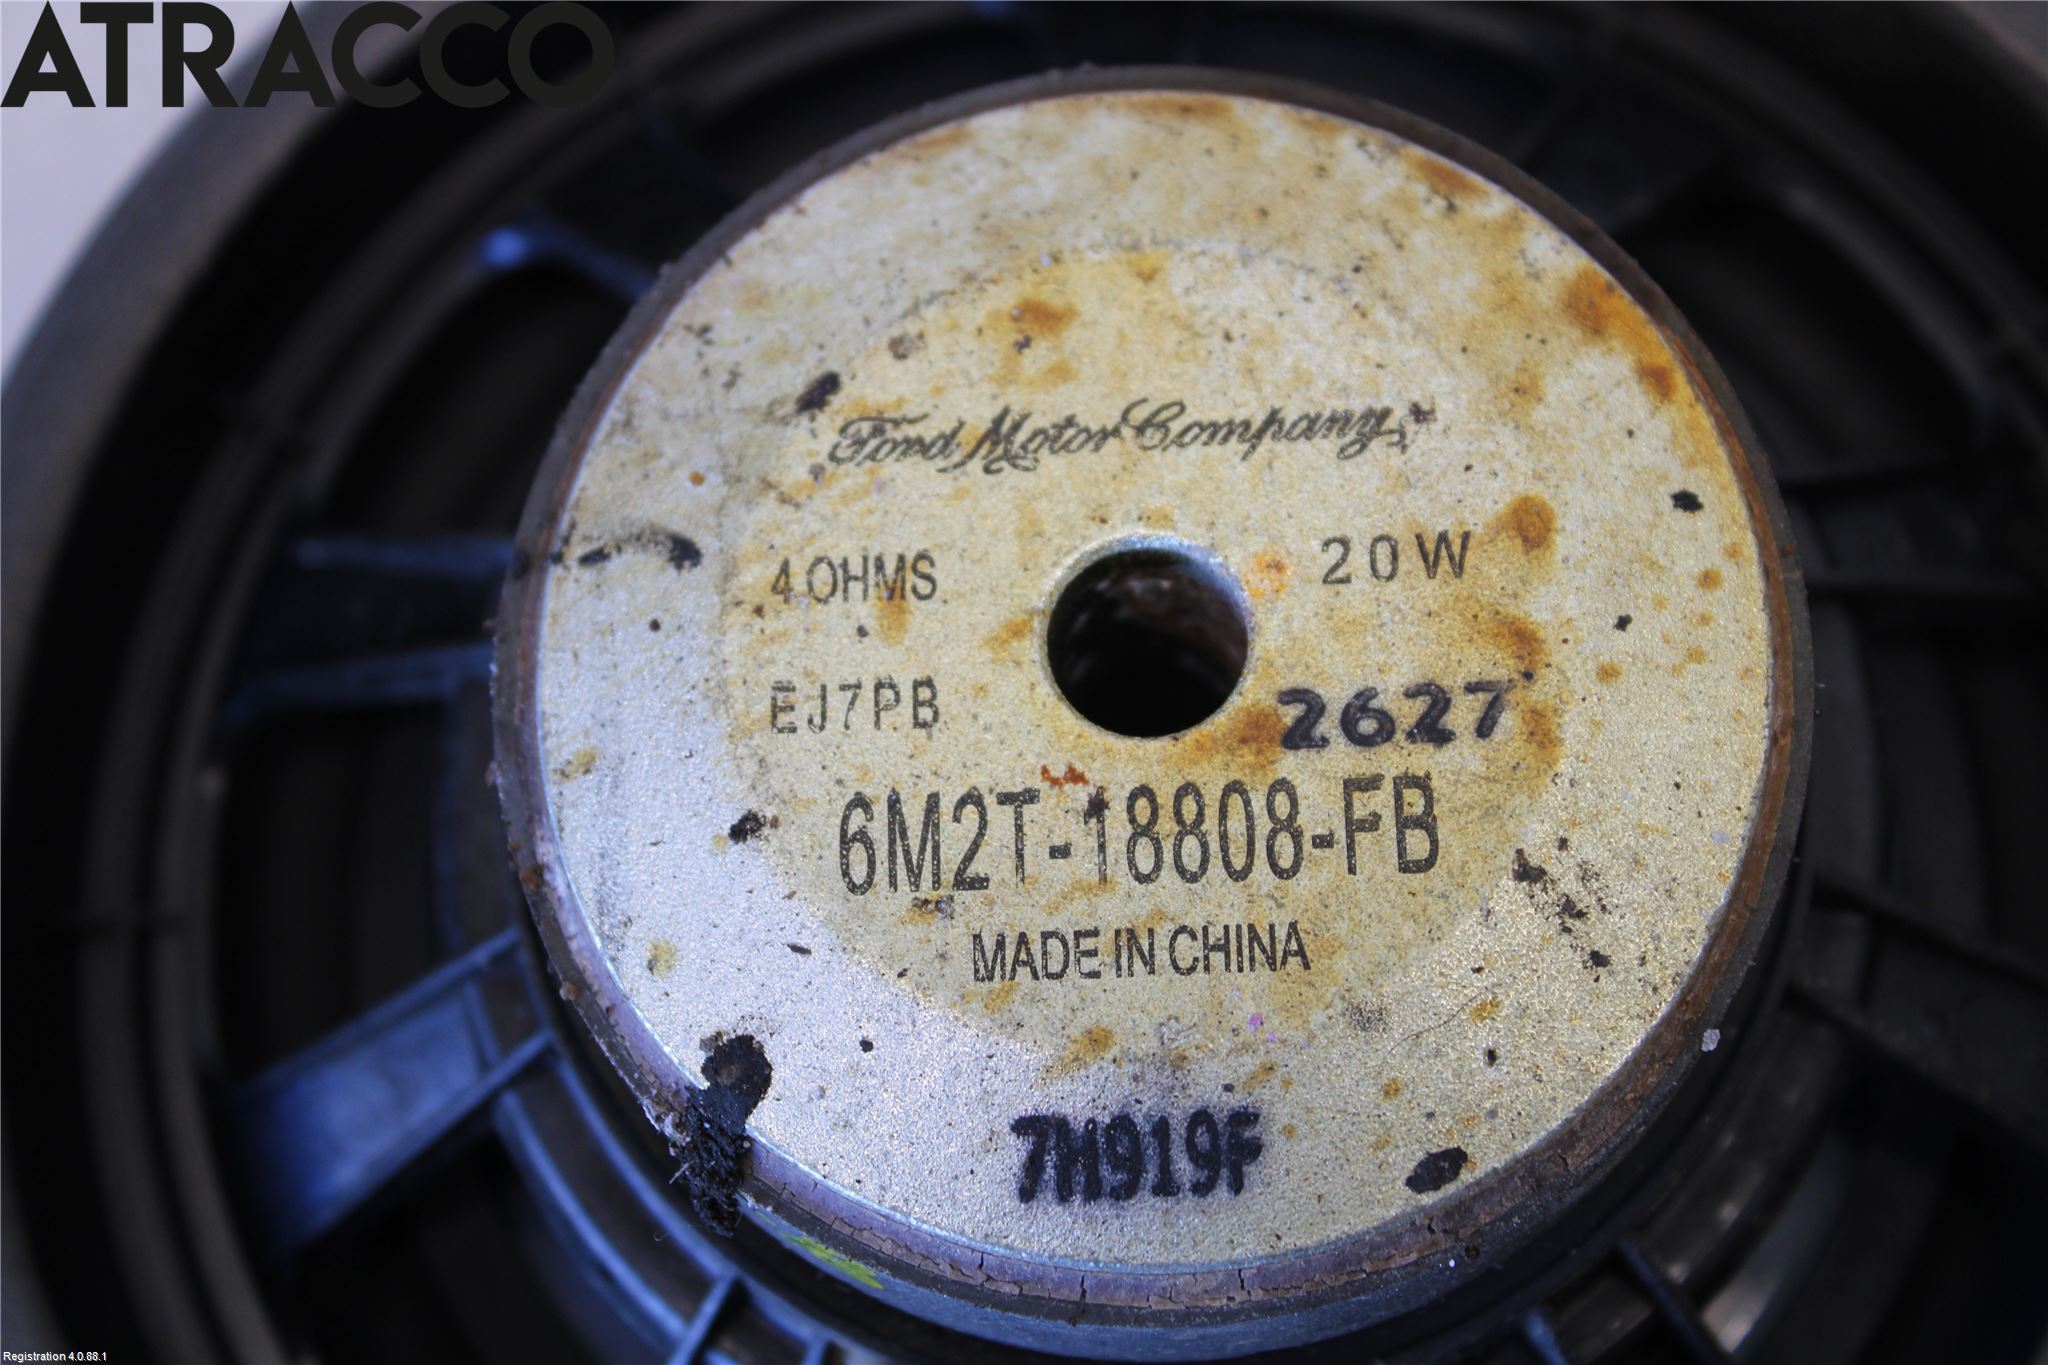 ATRACCO
Ford Motor Company
4 OHMS
20W
EJ7PB
2627
6M2T-18808-FB
MADE IN CHINA
7M919F
Registration 4.0.88.1